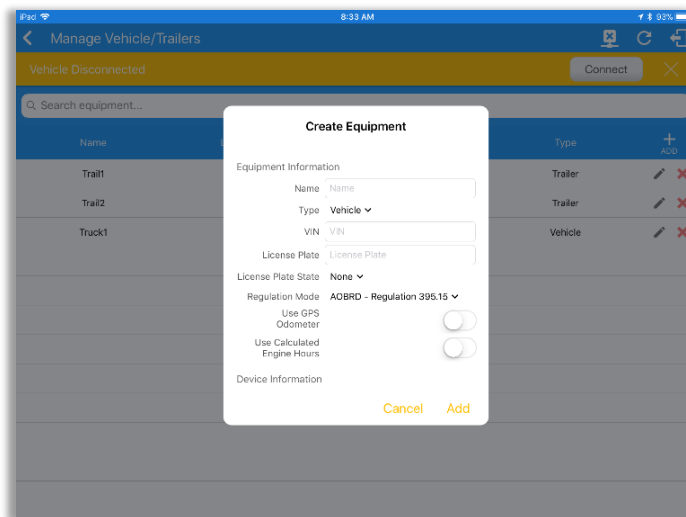 iPad 8:33 AM 93%
Manage Vehicle/Trailers
Vehicle Disconnected Connect
Search equipment...
Name Type ADD
Create Equipment
Equipment Information
Name Name
Type Vehicle
VIN VIN
License Plate License Plate
License Plate State None
Regulation Mode AOBRD - Regulation 395.15
Use GPS
Odometer
Use Calculated
Engine Hours
Device Information
Cancel Add
Trail1 Trailer
Trail2 Trailer
Truck1 Vehicle